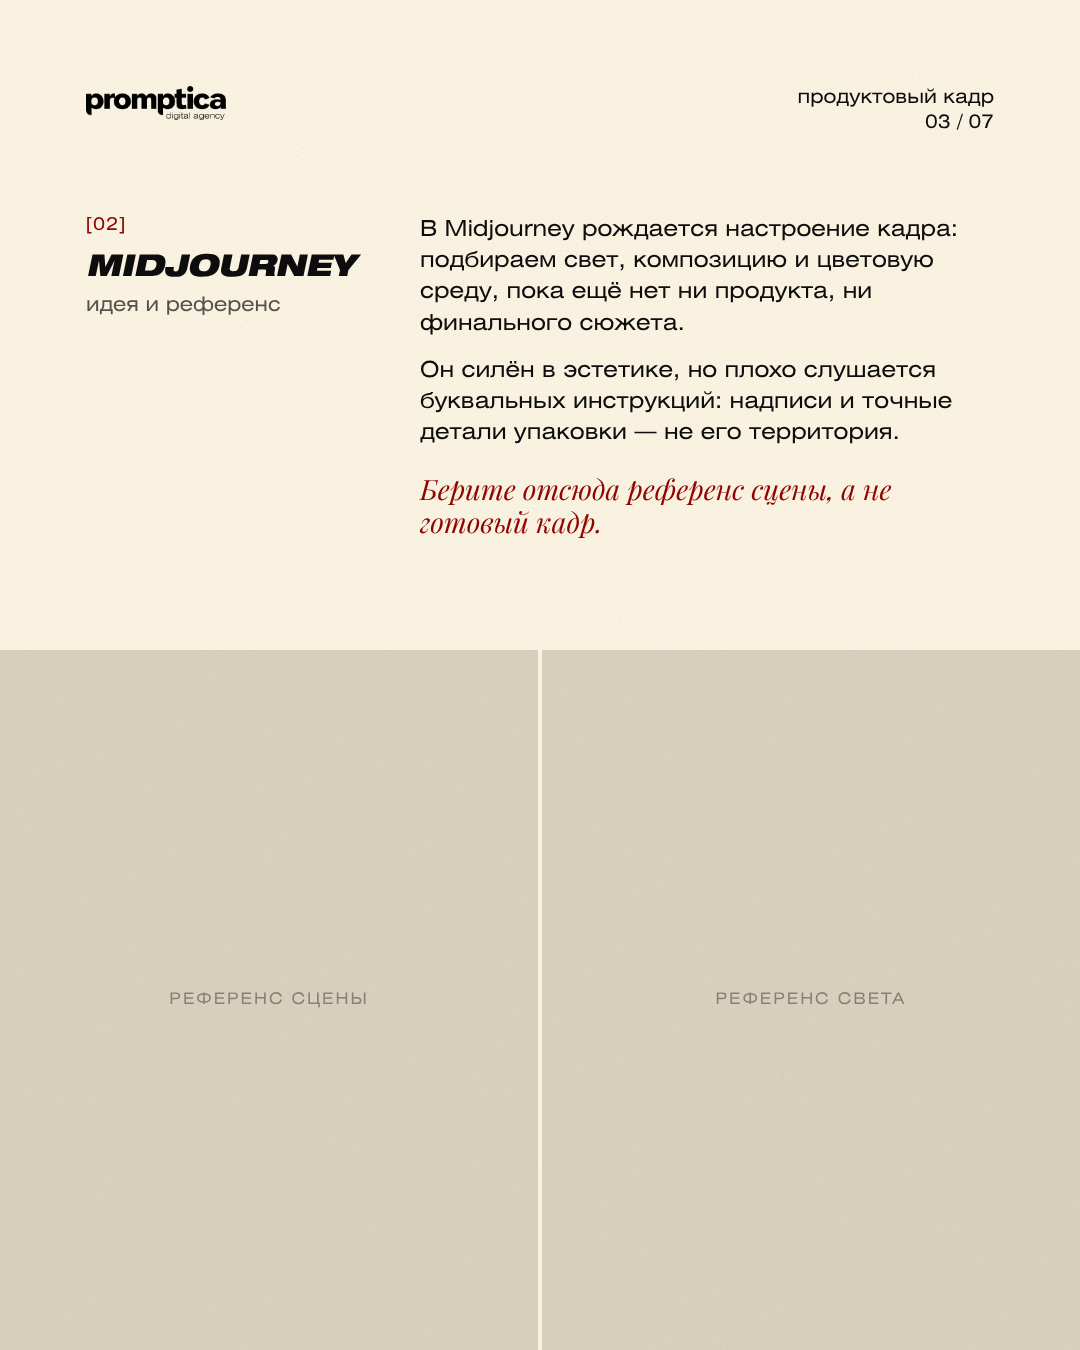 promptica
digital agency
продуктовый кадр
03 / 07
[02]
MIDJOURNEY
идея и референс
В Midjourney рождается настроение кадра:
подбираем свет, композицию и цветовую
среду, пока ещё нет ни продукта, ни
финального сюжета.
Он силён в эстетике, но плохо слушается
буквальных инструкций: надписи и точные
детали упаковки — не его территория.
Берите отсюда референс сцены, а не
готовый кадр.
РЕФЕРЕНС СЦЕНЫ
РЕФЕРЕНС СВЕТА